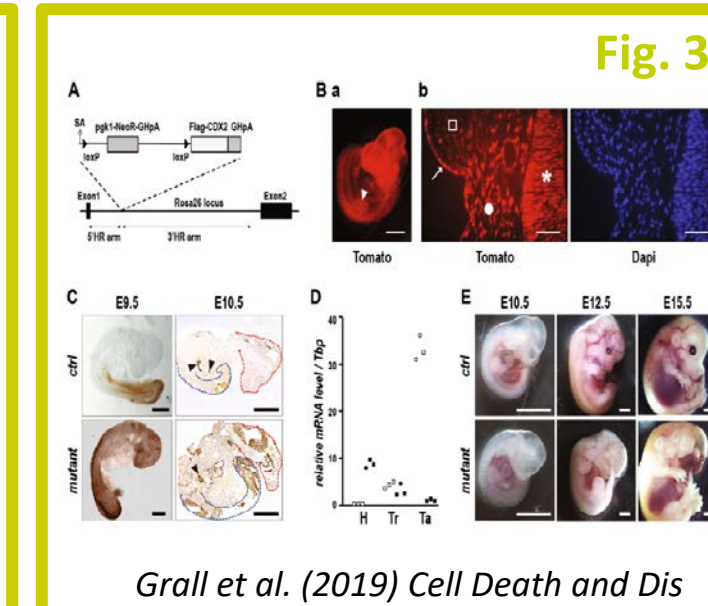 Fig. 3
A
SA
pgk1-NeoR-GHpA
Flag-CDX2 GHpA
loxP
loxP
Exon1
Rosa26 locus
Exon2
5'HR arm
3'HR arm
B a
b
*
Tomato
Tomato
Dapi
C
E9.5
E10.5
ctrl
mutant
D
relative mRNA level / Tbp
40
30
20
10
0
H
Tr
Ta
E
E10.5
E12.5
E15.5
ctrl
mutant
Grall et al. (2019) Cell Death and Dis